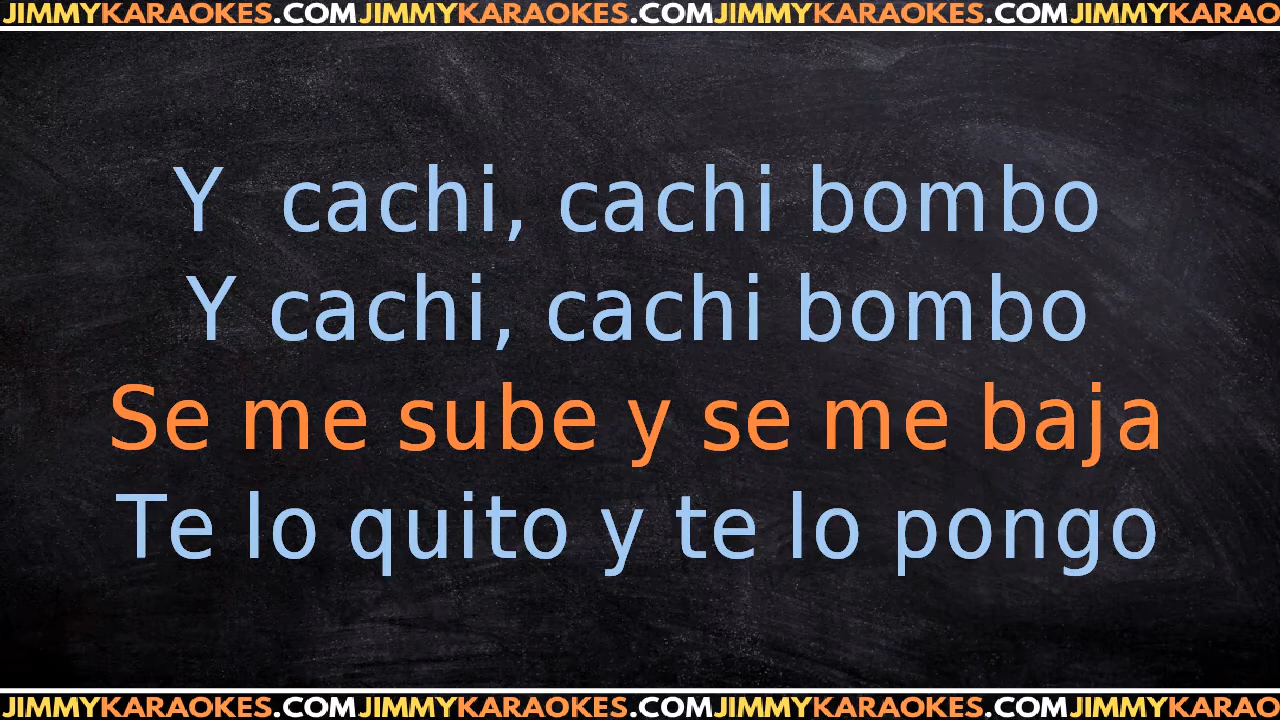 JIMMYKARAOKES.COMJIMMYKARAOKES.COMJIMMYKARAOKES.COMJIMMYKARAO
Y  cachi, cachi bombo
Y cachi, cachi bombo
Se me sube y se me baja
Te lo quito y te lo pongo
JIMMYKARAOKES.COMJIMMYKARAOKES.COMJIMMYKARAOKES.COMJIMMYKARAO